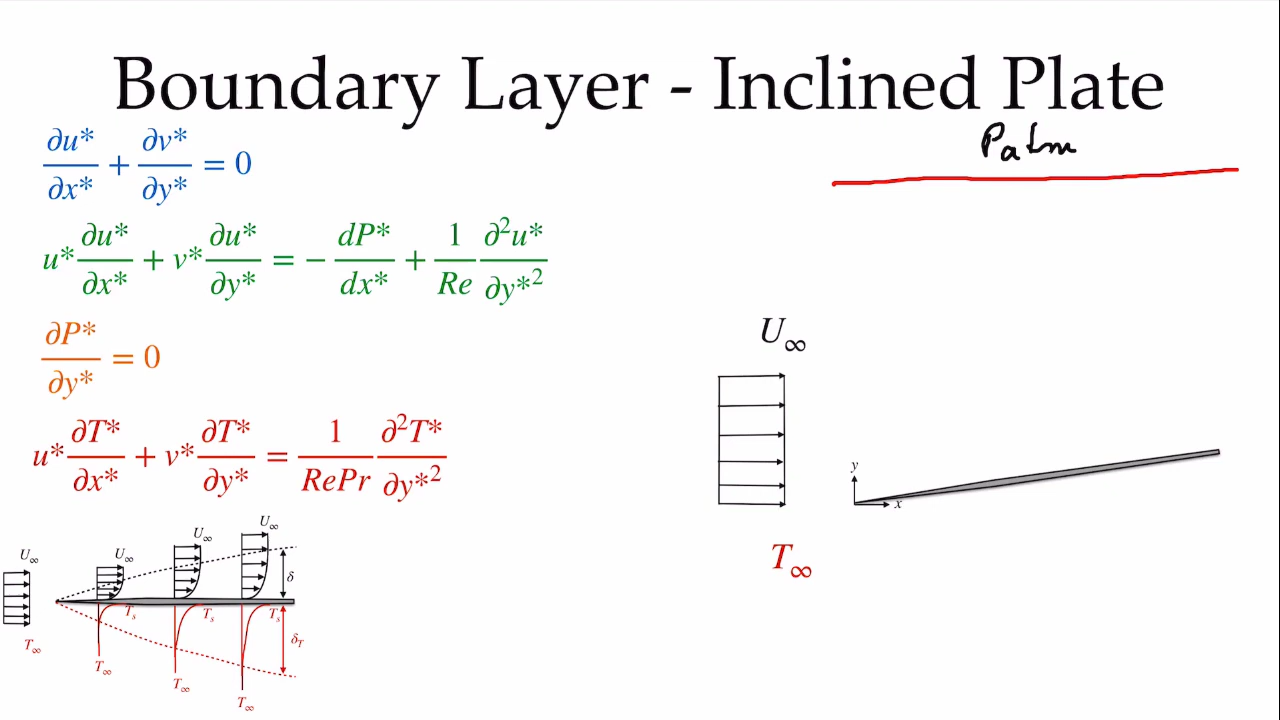 Boundary Layer - Inclined Plate
Patm
∂u*/∂x* + ∂v*/∂y* = 0
u* ∂u*/∂x* + v* ∂u*/∂y* = − dP*/dx* + 1/Re ∂²u*/∂y*²
∂P*/∂y* = 0
u* ∂T*/∂x* + v* ∂T*/∂y* = 1/RePr ∂²T*/∂y*²
U∞
y
x
T∞
U∞ U∞ U∞ U∞
δ
Ts Ts Ts
T∞ δT
T∞ T∞ T∞